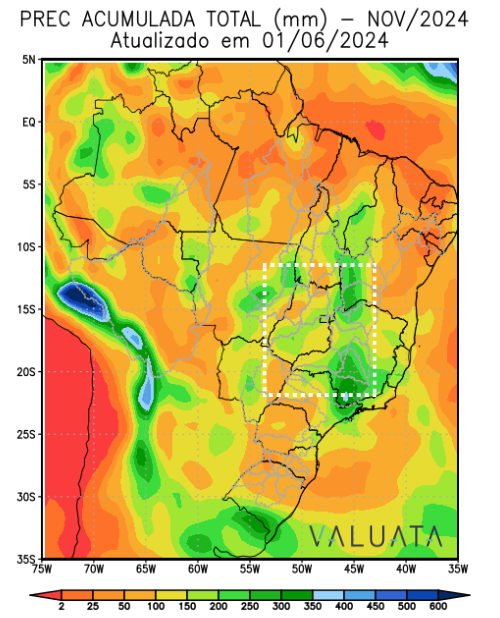 PREC ACUMULADA TOTAL (mm) – NOV/2024
Atualizado em 01/06/2024
5N
EQ
5S
10S
15S
20S
25S
30S
35S
VALUATA
75W 70W 65W 60W 55W 50W 45W 40W 35W
2 25 50 100 150 200 250 300 350 400 450 500 600